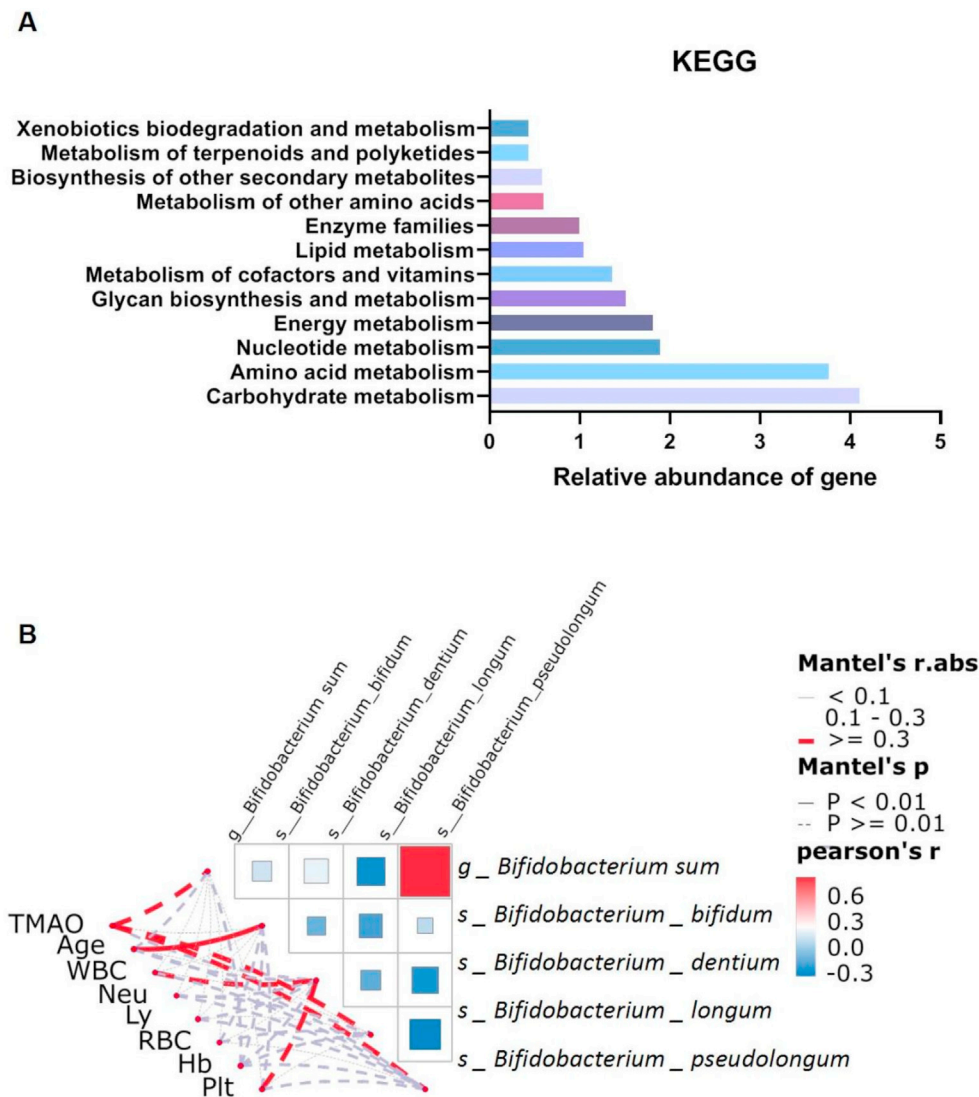 A
KEGG
Xenobiotics biodegradation and metabolism
Metabolism of terpenoids and polyketides
Biosynthesis of other secondary metabolites
Metabolism of other amino acids
Enzyme families
Lipid metabolism
Metabolism of cofactors and vitamins
Glycan biosynthesis and metabolism
Energy metabolism
Nucleotide metabolism
Amino acid metabolism
Carbohydrate metabolism
0 1 2 3 4 5
Relative abundance of gene
B
g__Bifidobacterium sum
s__Bifidobacterium_bifidum
s__Bifidobacterium_dentium
s__Bifidobacterium_longum
s__Bifidobacterium_pseudolongum
g _ Bifidobacterium sum
s _ Bifidobacterium _ bifidum
s _ Bifidobacterium _ dentium
s _ Bifidobacterium _ longum
s _ Bifidobacterium _ pseudolongum
TMAO
Age
WBC
Neu
Ly
RBC
Hb
Plt
Mantel's r.abs
< 0.1
0.1 - 0.3
>= 0.3
Mantel's p
P < 0.01
P >= 0.01
pearson's r
0.6
0.3
0.0
-0.3